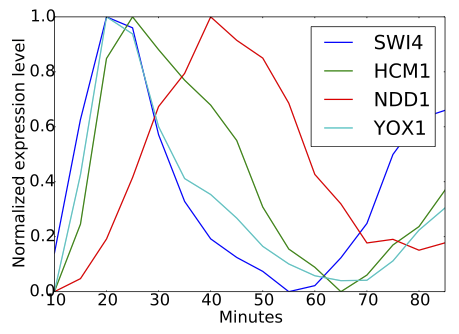 1.0
0.8
0.6
0.4
0.2
0.0
Normalized expression level
10 20 30 40 50 60 70 80
Minutes
SWI4
HCM1
NDD1
YOX1